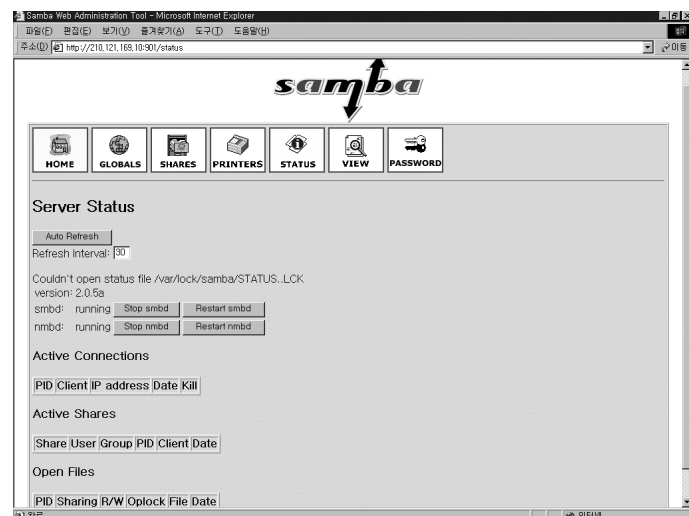 Samba Web Administration Tool - Microsoft Internet Explorer
파일(F) 편집(E) 보기(V) 즐겨찾기(A) 도구(T) 도움말(H)
주소(D) http://210.121.169.10:901/status 이동
samba
HOME GLOBALS SHARES PRINTERS STATUS VIEW PASSWORD
Server Status
Auto Refresh
Refresh Interval: 30
Couldn't open status file /var/lock/samba/STATUS..LCK
version: 2.0.5a
smbd: running Stop smbd Restart smbd
nmbd: running Stop nmbd Restart nmbd
Active Connections
PID Client IP address Date Kill
Active Shares
Share User Group PID Client Date
Open Files
PID Sharing R/W Oplock File Date